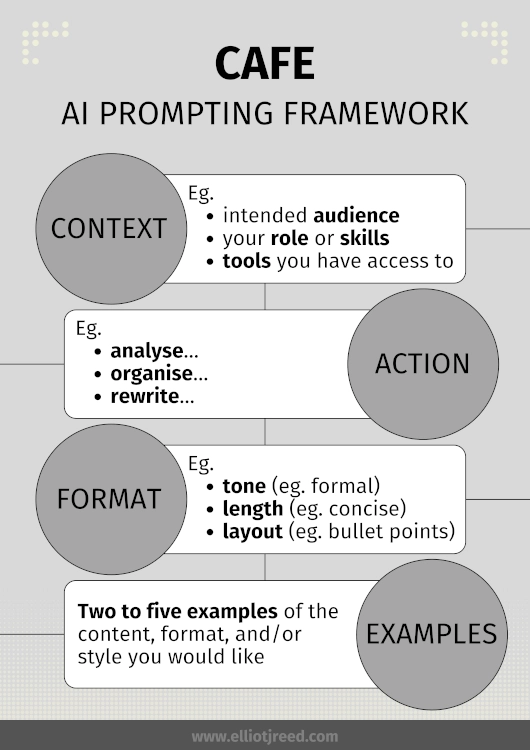 CAFE
AI PROMPTING FRAMEWORK
CONTEXT
Eg.
• intended audience
• your role or skills
• tools you have access to
Eg.
• analyse...
• organise...
• rewrite...
ACTION
FORMAT
Eg.
• tone (eg. formal)
• length (eg. concise)
• layout (eg. bullet points)
Two to five examples of the
content, format, and/or
style you would like
EXAMPLES
www.elliotjreed.com